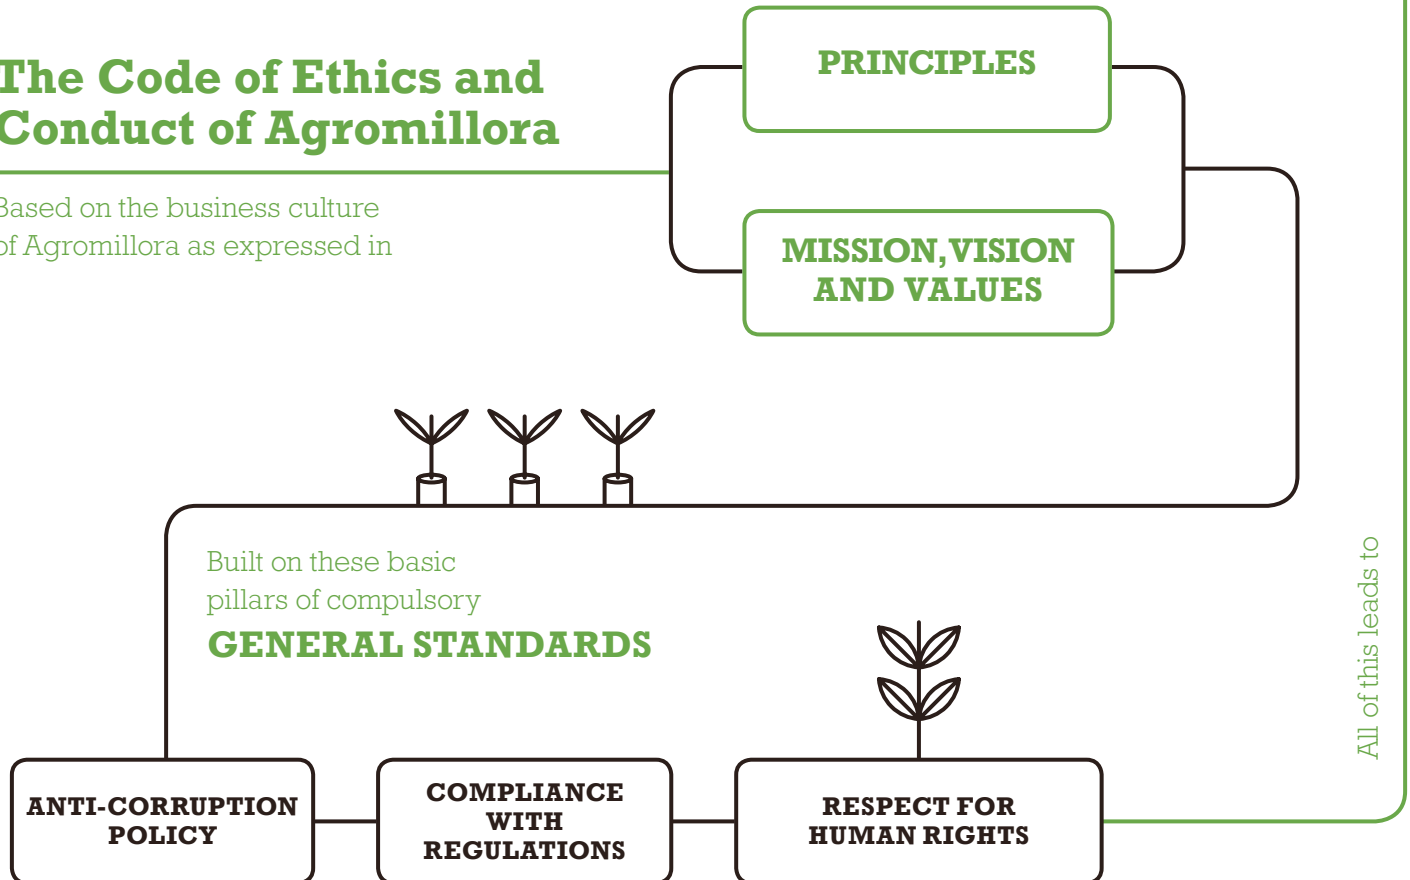 The Code of Ethics and
Conduct of Agromillora
Based on the business culture
of Agromillora as expressed in
PRINCIPLES
MISSION, VISION
AND VALUES
Built on these basic
pillars of compulsory
GENERAL STANDARDS
ANTI-CORRUPTION
POLICY
COMPLIANCE
WITH
REGULATIONS
RESPECT FOR
HUMAN RIGHTS
All of this leads to